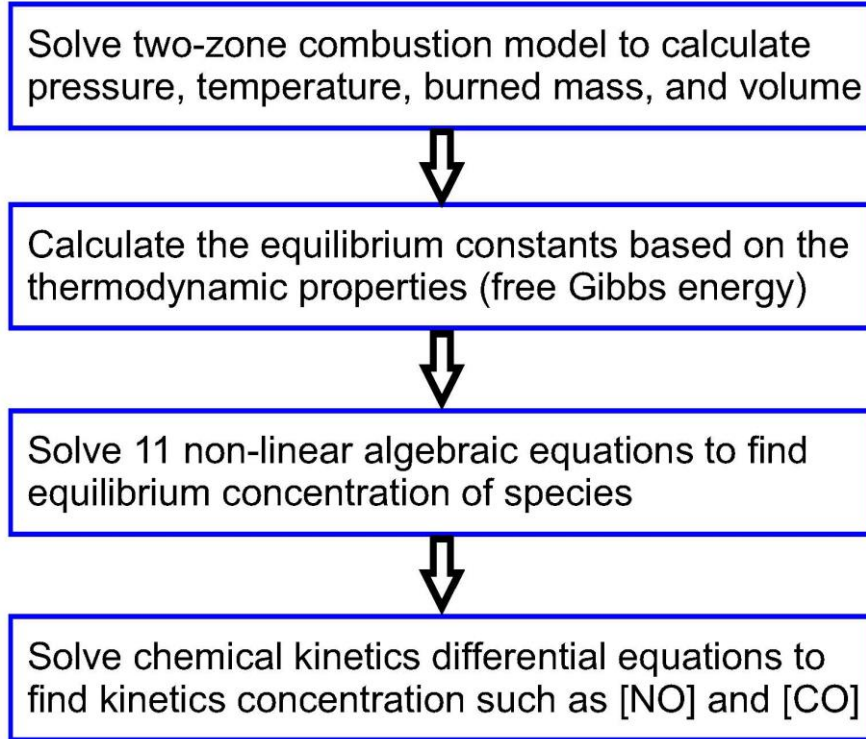 Solve two-zone combustion model to calculate
pressure, temperature, burned mass, and volume
Calculate the equilibrium constants based on the
thermodynamic properties (free Gibbs energy)
Solve 11 non-linear algebraic equations to find
equilibrium concentration of species
Solve chemical kinetics differential equations to
find kinetics concentration such as [NO] and [CO]